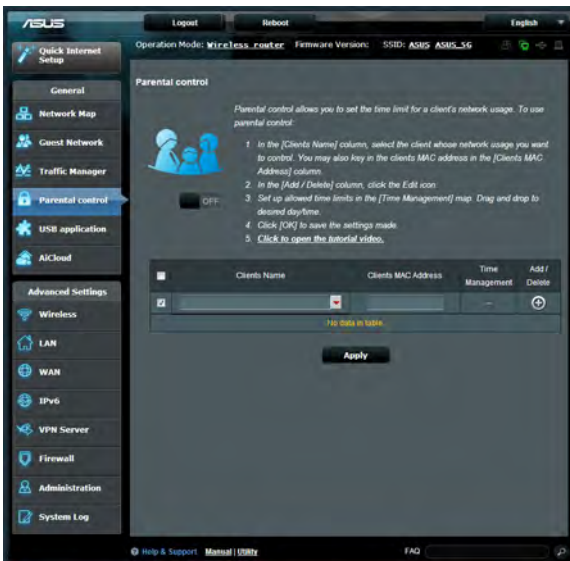 ASUS
Logout
Reboot
English
Quick Internet
Setup
Operation Mode: Wireless router Firmware Version: SSID: ASUS ASUS_5G
General
Network Map
Guest Network
Traffic Manager
Parental control
USB application
AiCloud
Advanced Settings
Wireless
LAN
WAN
IPv6
VPN Server
Firewall
Administration
System Log
Parental control
Parental control allows you to set the time limit for a client's network usage. To use
parental control:
1. In the [Clients Name] column, select the client whose network usage you want
to control. You may also key in the clients MAC address in the [Clients MAC
Address] column.
2. In the [Add / Delete] column, click the Edit icon.
3. Set up allowed time limits in the [Time Management] map. Drag and drop to
desired day/time.
4. Click [OK] to save the settings made.
5. Click to open the tutorial video.
OFF
Clients Name
Clients MAC Address
Time
Management
Add /
Delete
--
No data in table.
Apply
Help & Support Manual | Utility
FAQ